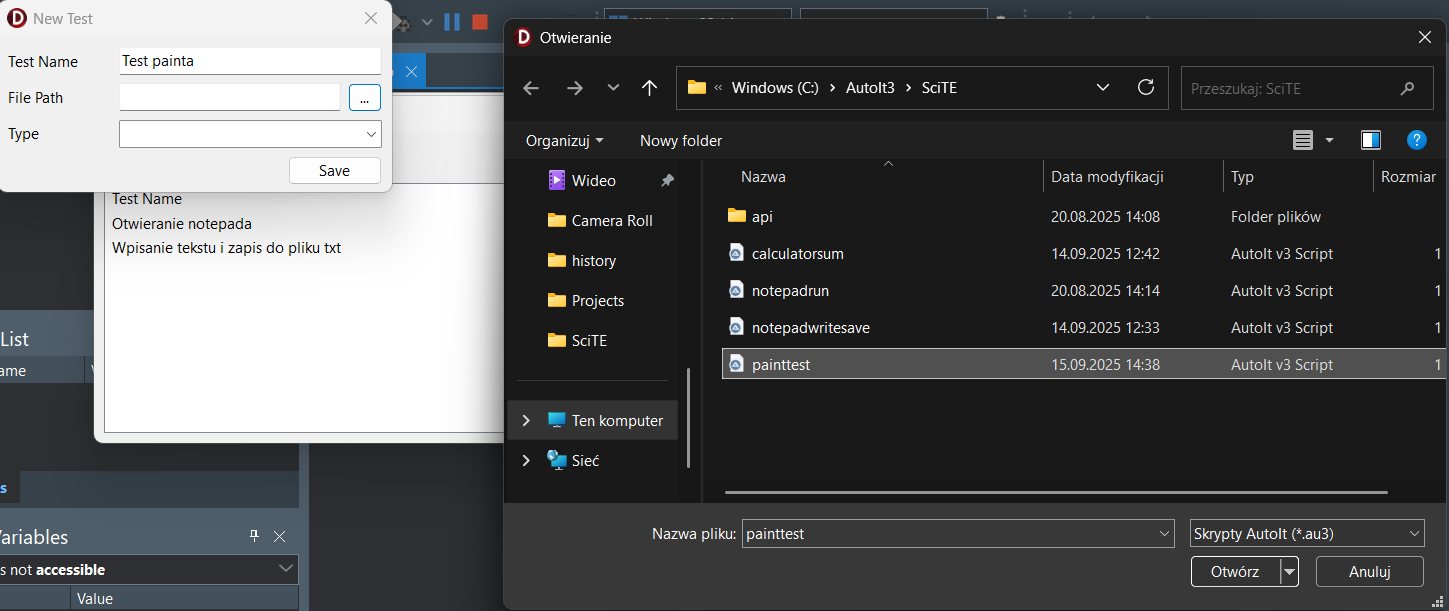 New Test
Test Name
Test painta
File Path
...
Type
Save
Test Name
Otwieranie notepada
Wpisanie tekstu i zapis do pliku txt
List
ame
s
Variables
s not accessible
Value
Otwieranie
« Windows (C:) > AutoIt3 > SciTE
Przeszukaj: SciTE
Organizuj
Nowy folder
?
Wideo
Camera Roll
history
Projects
SciTE
Ten komputer
Sieć
Nazwa Data modyfikacji Typ Rozmiar
api 20.08.2025 14:08 Folder plików
calculatorsum 14.09.2025 12:42 AutoIt v3 Script 1
notepadrun 20.08.2025 14:14 AutoIt v3 Script 1
notepadwritesave 14.09.2025 12:33 AutoIt v3 Script 1
painttest 15.09.2025 14:38 AutoIt v3 Script 1
Nazwa pliku: painttest
Skrypty AutoIt (*.au3)
Otwórz
Anuluj